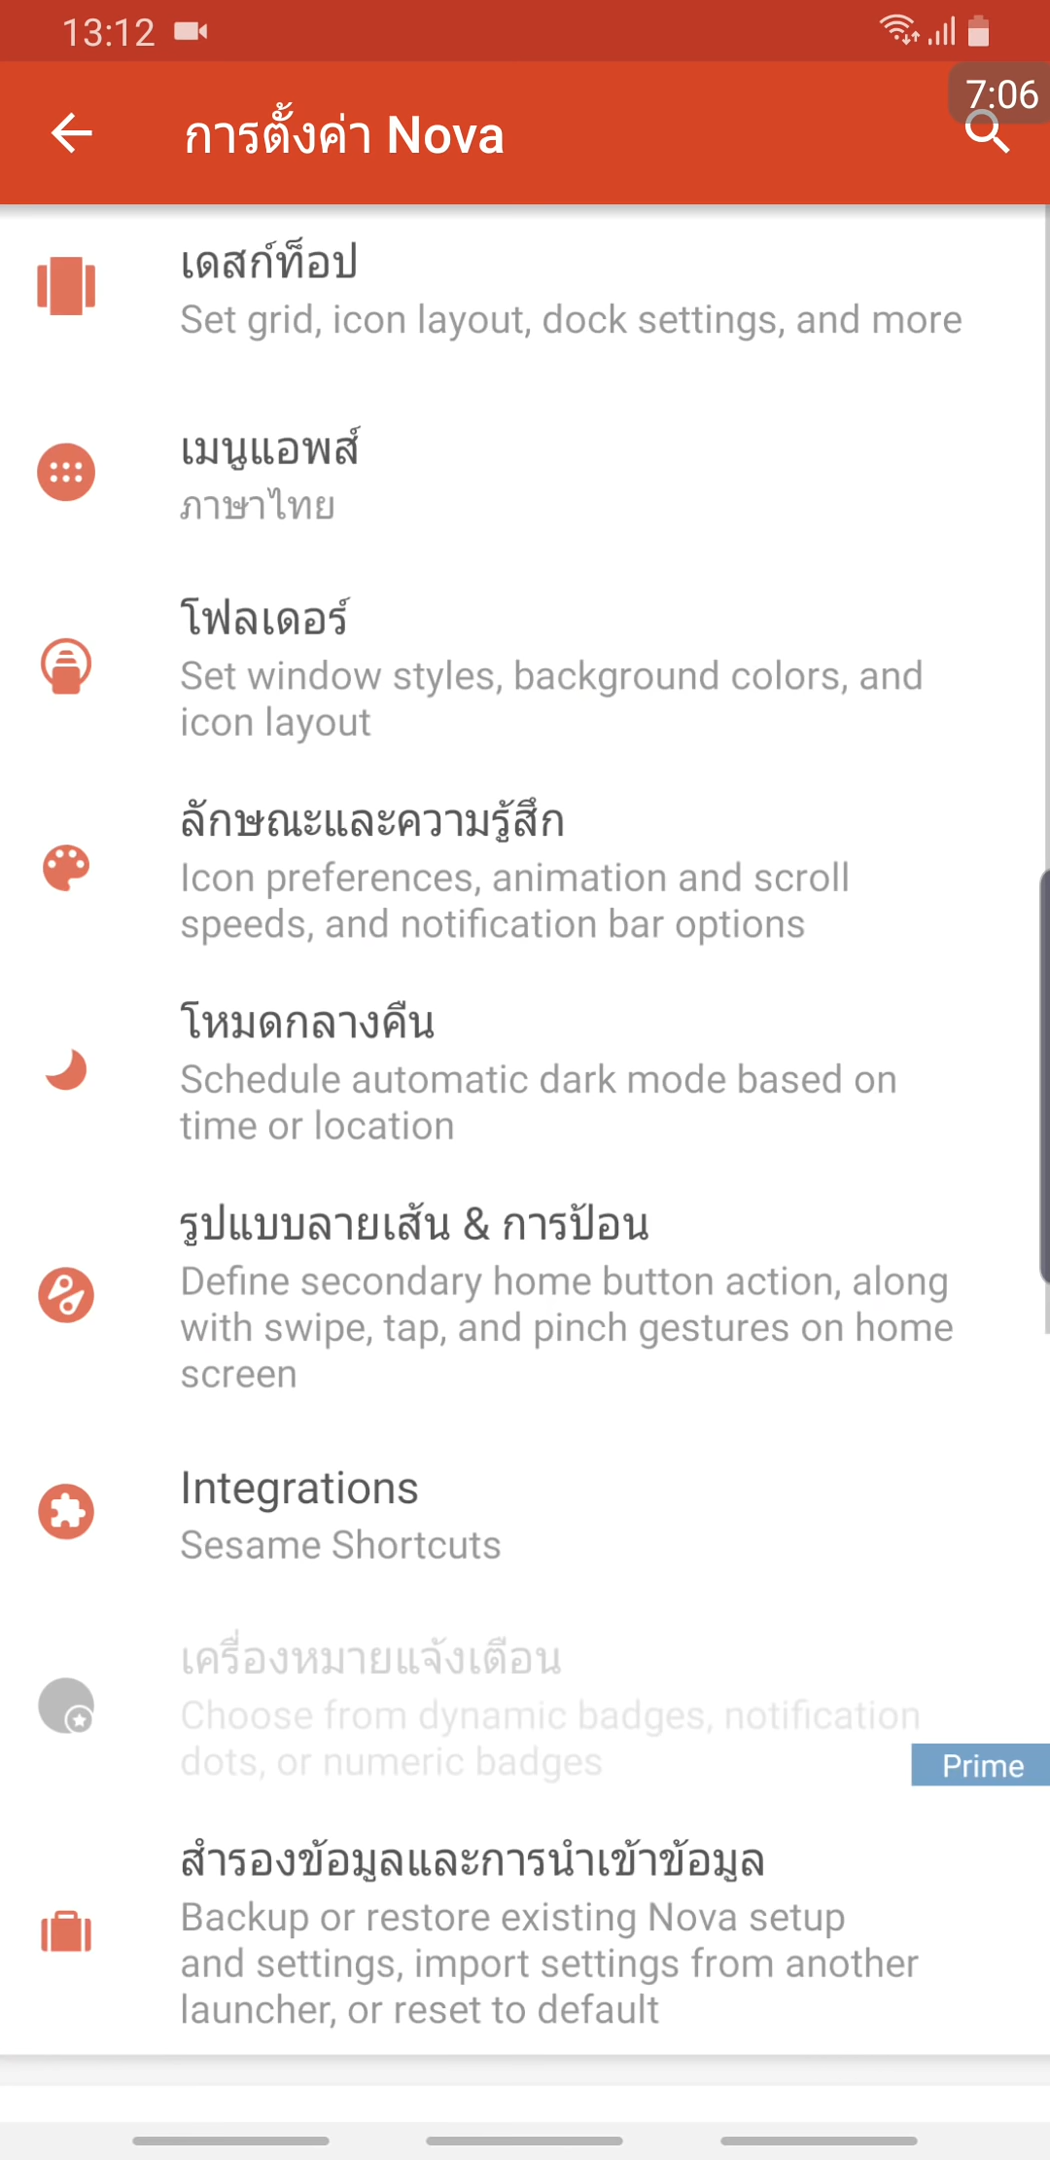 13:12
7:06
การตั้งค่า Nova
เดสก์ท็อป
Set grid, icon layout, dock settings, and more
เมนูแอพส์
ภาษาไทย
โฟลเดอร์
Set window styles, background colors, and
icon layout
ลักษณะและความรู้สึก
Icon preferences, animation and scroll
speeds, and notification bar options
โหมดกลางคืน
Schedule automatic dark mode based on
time or location
รูปแบบลายเส้น & การป้อน
Define secondary home button action, along
with swipe, tap, and pinch gestures on home
screen
Integrations
Sesame Shortcuts
เครื่องหมายแจ้งเตือน
Choose from dynamic badges, notification
dots, or numeric badges
Prime
สำรองข้อมูลและการนำเข้าข้อมูล
Backup or restore existing Nova setup
and settings, import settings from another
launcher, or reset to default